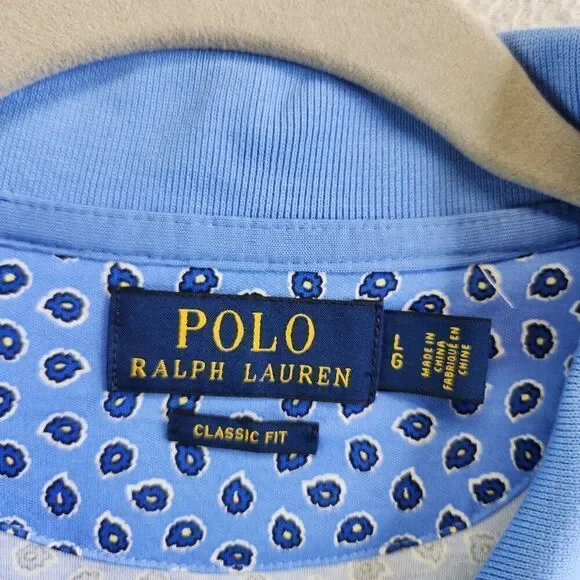 POLO
RALPH LAUREN
L
G
MADE IN
CHINA
FABRIQUÉ EN
CHINE
CLASSIC FIT